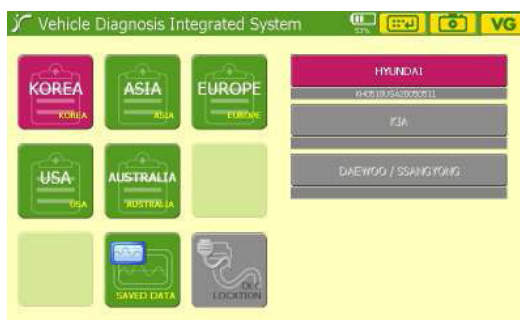 Vehicle Diagnosis Integrated System
53%
VG
KOREA
KOREA
ASIA
ASIA
EUROPE
EUROPE
USA
USA
AUSTRALIA
AUSTRALIA
SAVED DATA
DLC
LOCATION
HYUNDAI
KIA
DAEWOO / SSANGYONG